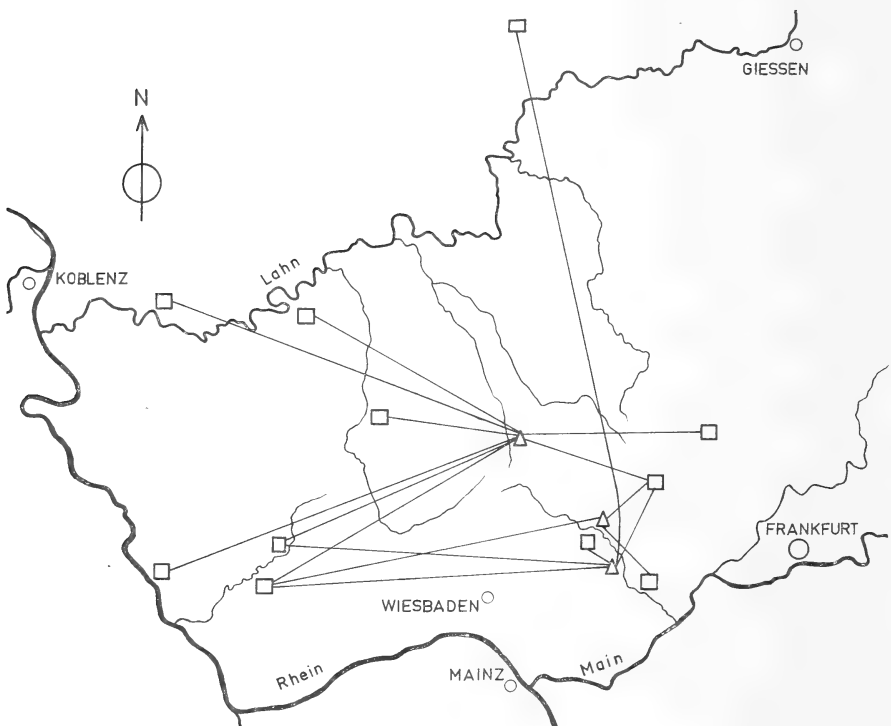 GIESSEN
N
Lahn
KOBLENZ
FRANKFURT
WIESBADEN
Rhein
MAINZ
Main